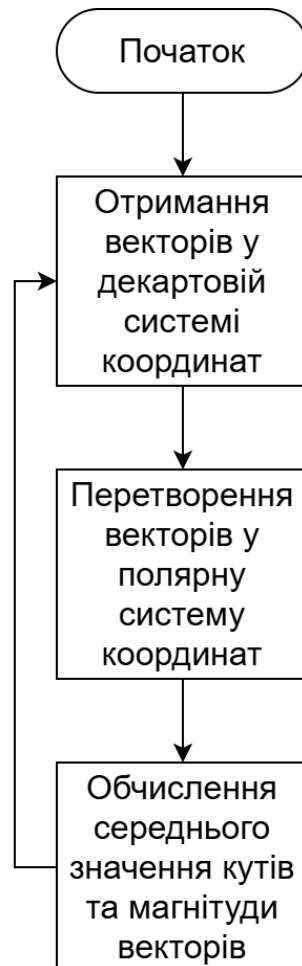 Початок
Отримання
векторів у
декартовій
системі
координат
Перетворення
векторів у
полярну
систему
координат
Обчислення
середнього
значення кутів
та магнітуди
векторів